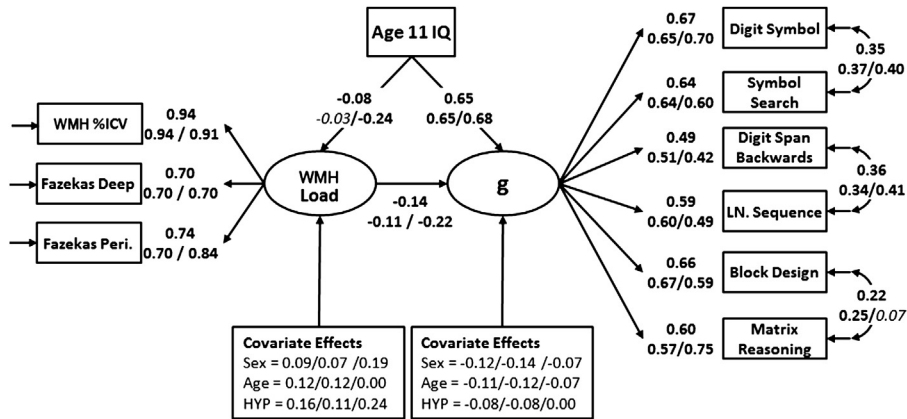 Age 11 IQ
-0.08
-0.03/-0.24
0.65
0.65/0.68
WMH %ICV
0.94
0.94 / 0.91
Fazekas Deep
0.70
0.70 / 0.70
Fazekas Peri.
0.74
0.70 / 0.84
WMH
Load
-0.14
-0.11 / -0.22
g
0.67
0.65/0.70
Digit Symbol
0.64
0.64/0.60
Symbol
Search
0.35
0.37/0.40
0.49
0.51/0.42
Digit Span
Backwards
0.59
0.60/0.49
LN. Sequence
0.36
0.34/0.41
0.66
0.67/0.59
Block Design
0.60
0.57/0.75
Matrix
Reasoning
0.22
0.25/0.07
Covariate Effects
Sex = 0.09/0.07 /0.19
Age = 0.12/0.12/0.00
HYP = 0.16/0.11/0.24
Covariate Effects
Sex = -0.12/-0.14 /-0.07
Age = -0.11/-0.12/-0.07
HYP = -0.08/-0.08/0.00